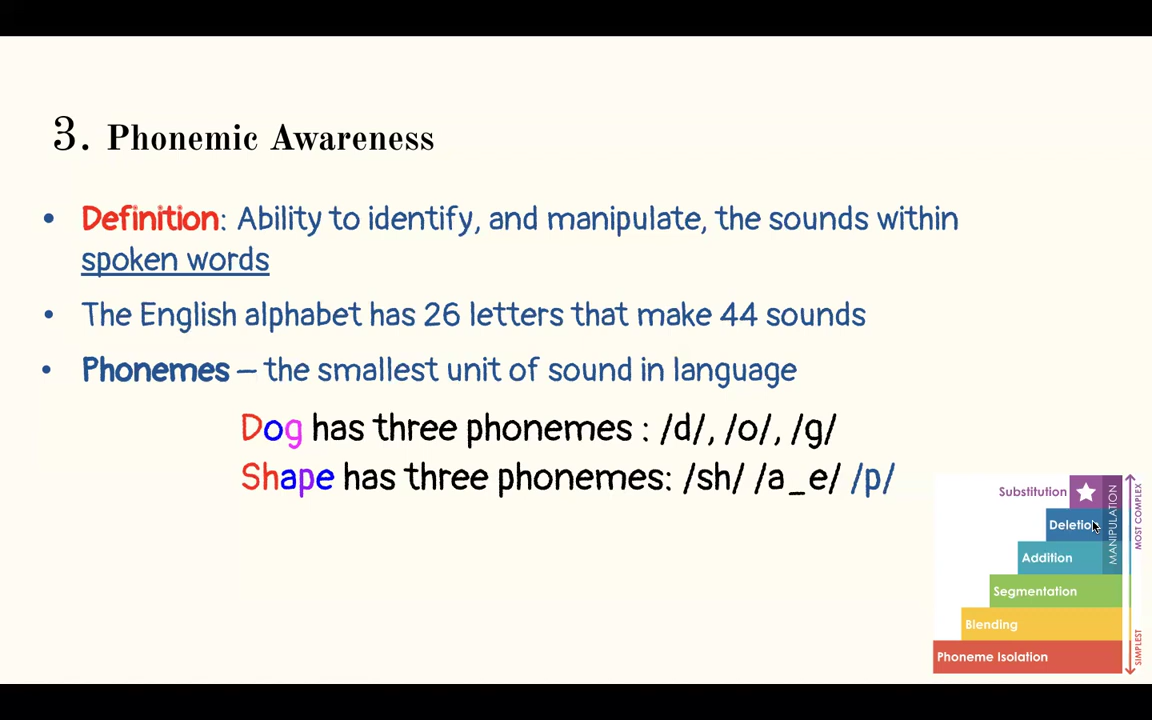 3. Phonemic Awareness
• Definition: Ability to identify, and manipulate, the sounds within
spoken words
• The English alphabet has 26 letters that make 44 sounds
• Phonemes – the smallest unit of sound in language
Dog has three phonemes : /d/, /o/, /g/
Shape has three phonemes: /sh/ /a_e/ /p/
Substitution
Deletion
Addition
Segmentation
Blending
Phoneme Isolation
MANIPULATION
MOST COMPLEX
SIMPLEST